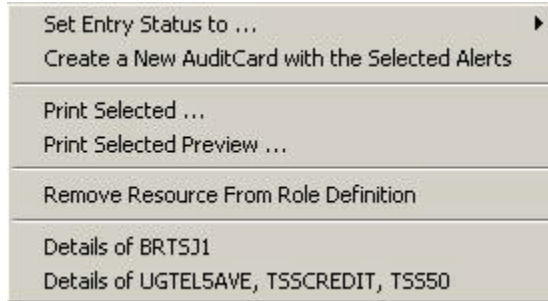 Set Entry Status to ...
Create a New AuditCard with the Selected Alerts
Print Selected ...
Print Selected Preview ...
Remove Resource From Role Definition
Details of BRTSJ1
Details of UGTEL5AVE, TSSCREDIT, TSS50